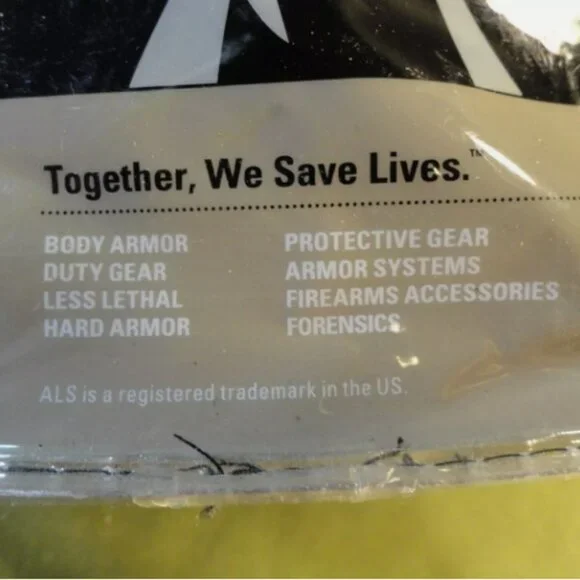 Together, We Save Lives.™
BODY ARMOR
DUTY GEAR
LESS LETHAL
HARD ARMOR
PROTECTIVE GEAR
ARMOR SYSTEMS
FIREARMS ACCESSORIES
FORENSICS
ALS is a registered trademark in the US.